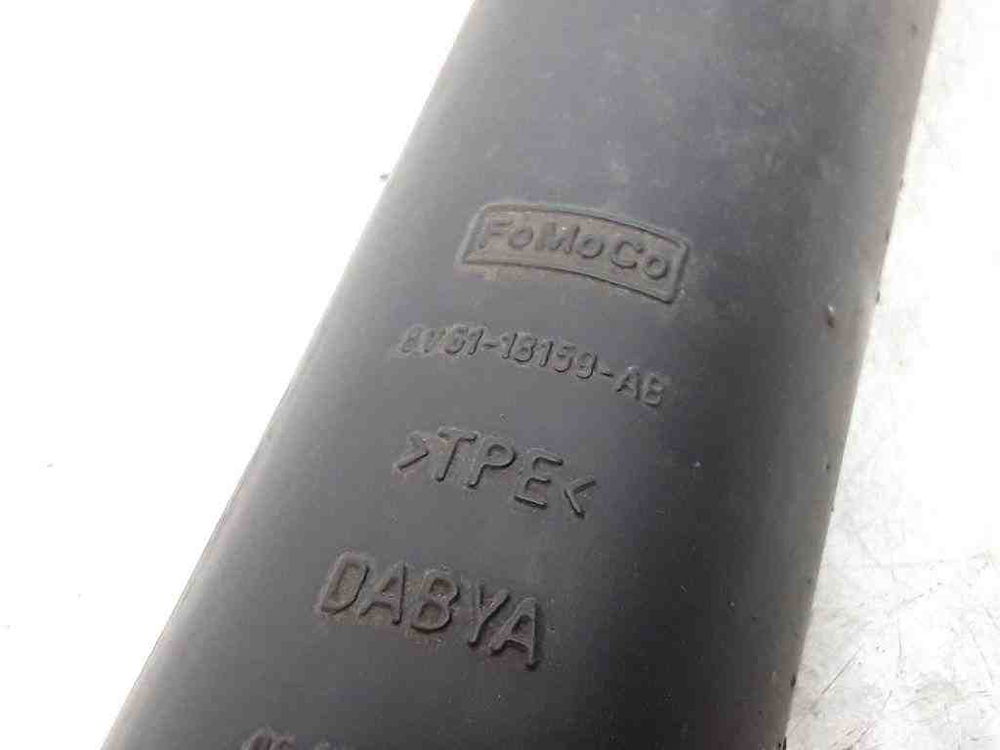 FoMoCo
8V61-18159-AB
>TPE<
DABYA